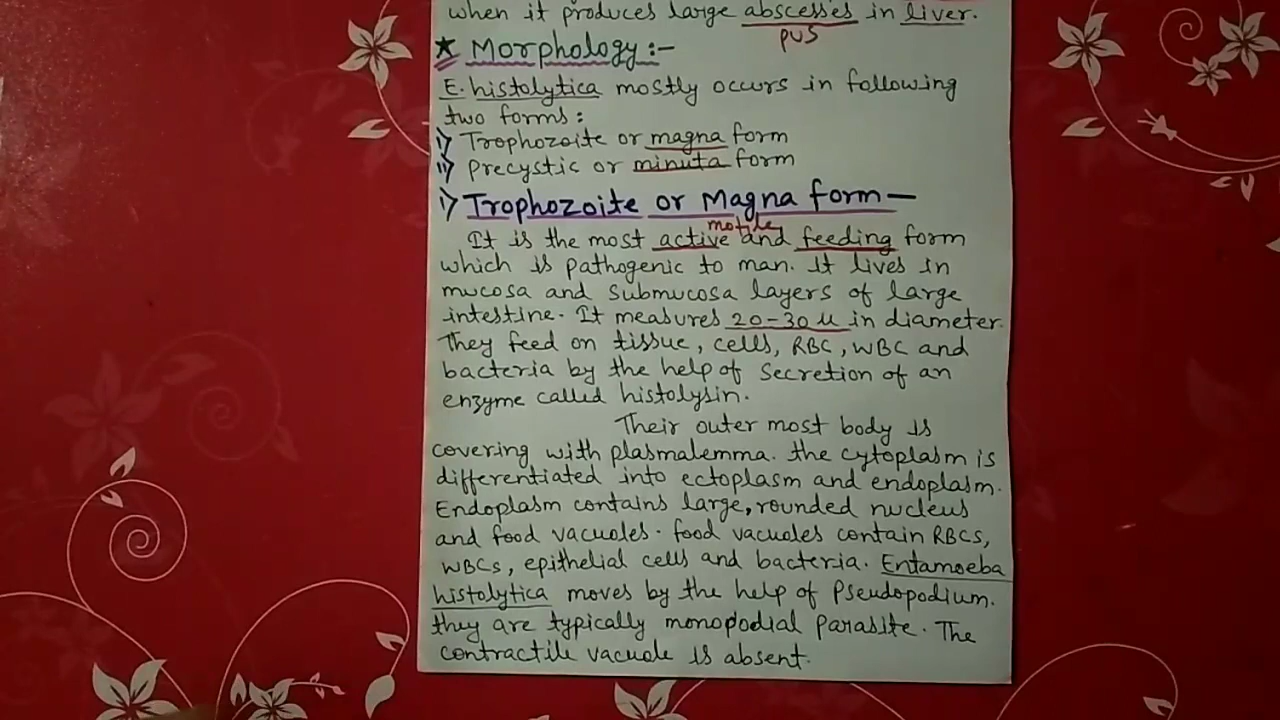 when it produces large abscesses in liver.
pus
★ Morphology:-
E. histolytica mostly occurs in following
two forms:
i) Trophozoite or magna form
ii) Precystic or minuta form
i) Trophozoite or Magna form—
motile
It is the most active and feeding form
which is pathogenic to man. It lives in
mucosa and submucosa layers of large
intestine. It measures 20-30 μ in diameter.
They feed on tissue, cells, RBC, WBC and
bacteria by the help of secretion of an
enzyme called histolysin.
Their outer most body is
covering with plasmalemma. The cytoplasm is
differentiated into ectoplasm and endoplasm.
Endoplasm contains large, rounded nucleus
and food vacuoles. food vacuoles contain RBCs,
WBCs, epithelial cells and bacteria. Entamoeba
histolytica moves by the help of Pseudopodium.
They are typically monopodial parasite. The
contractile vacuole is absent.